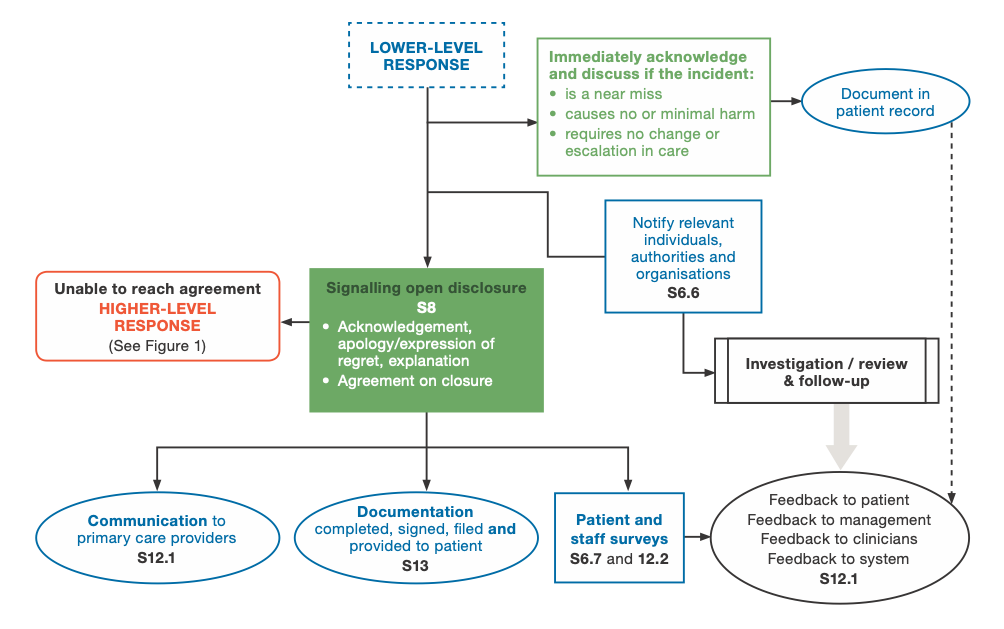 LOWER-LEVEL
RESPONSE
Immediately acknowledge
and discuss if the incident:
• is a near miss
• causes no or minimal harm
• requires no change or
escalation in care
Document in
patient record
Notify relevant
individuals,
authorities and
organisations
S6.6
Unable to reach agreement
HIGHER-LEVEL
RESPONSE
(See Figure 1)
Signalling open disclosure
S8
• Acknowledgement,
apology/expression of
regret, explanation
• Agreement on closure
Investigation / review
& follow-up
Communication to
primary care providers
S12.1
Documentation
completed, signed, filed and
provided to patient
S13
Patient and
staff surveys
S6.7 and 12.2
Feedback to patient
Feedback to management
Feedback to clinicians
Feedback to system
S12.1